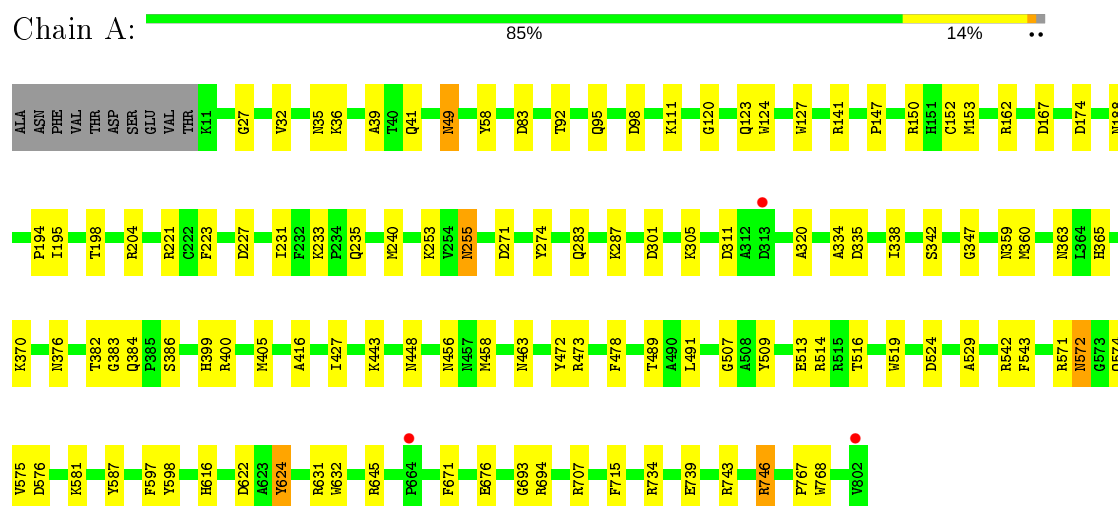 Chain A:
85% 14% ••
ALA ASN PHE VAL THR ASP SER GLU VAL THR K11 G27 V32 N35 K36 A39 T40 Q41 N49 Y58 D83 T92 Q95 D98 K111 G120 Q123 W124 W127 R141 P147 R150 H151 C152 M153 R162 D167 D174 N188
P194 I195 T198 R204 R221 C222 F223 D227 I231 F232 K233 P234 Q235 M240 K253 V254 N255 D271 Y274 Q283 K287 D301 K305 D311 A312 D313 A320 A334 D335 I338 S342 G347 N359 M360 N363 L364 H365
K370 N376 T382 G383 Q384 P385 S386 H399 R400 M405 A416 I427 K443 N448 N456 N457 M458 N463 Y472 R473 F478 T489 A490 L491 G507 A508 Y509 E513 R514 R515 T516 W519 D524 A529 R542 F543 R571 N572 G573 Q574
V575 D576 K581 Y587 F597 Y598 H616 D622 A623 Y624 R631 W632 R645 P664 F671 E676 G693 R694 R707 F715 R734 E739 R743 R746 P767 W768 V802